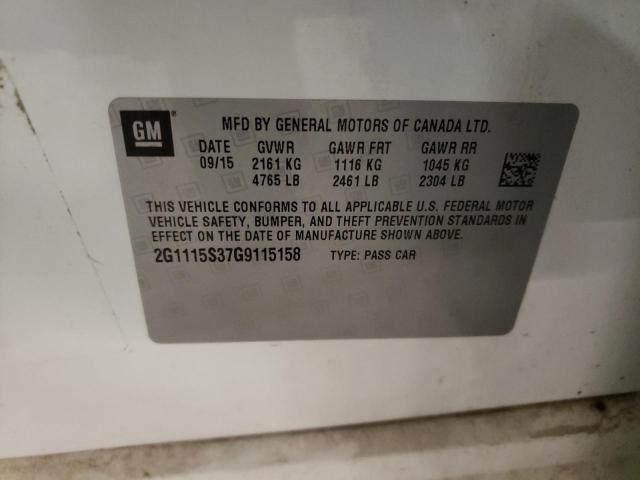 GM ®
MFD BY GENERAL MOTORS OF CANADA LTD.
DATE GVWR GAWR FRT GAWR RR
09/15 2161 KG 1116 KG 1045 KG
4765 LB 2461 LB 2304 LB
THIS VEHICLE CONFORMS TO ALL APPLICABLE U.S. FEDERAL MOTOR
VEHICLE SAFETY, BUMPER, AND THEFT PREVENTION STANDARDS IN
EFFECT ON THE DATE OF MANUFACTURE SHOWN ABOVE.
2G1115S37G9115158 TYPE: PASS CAR